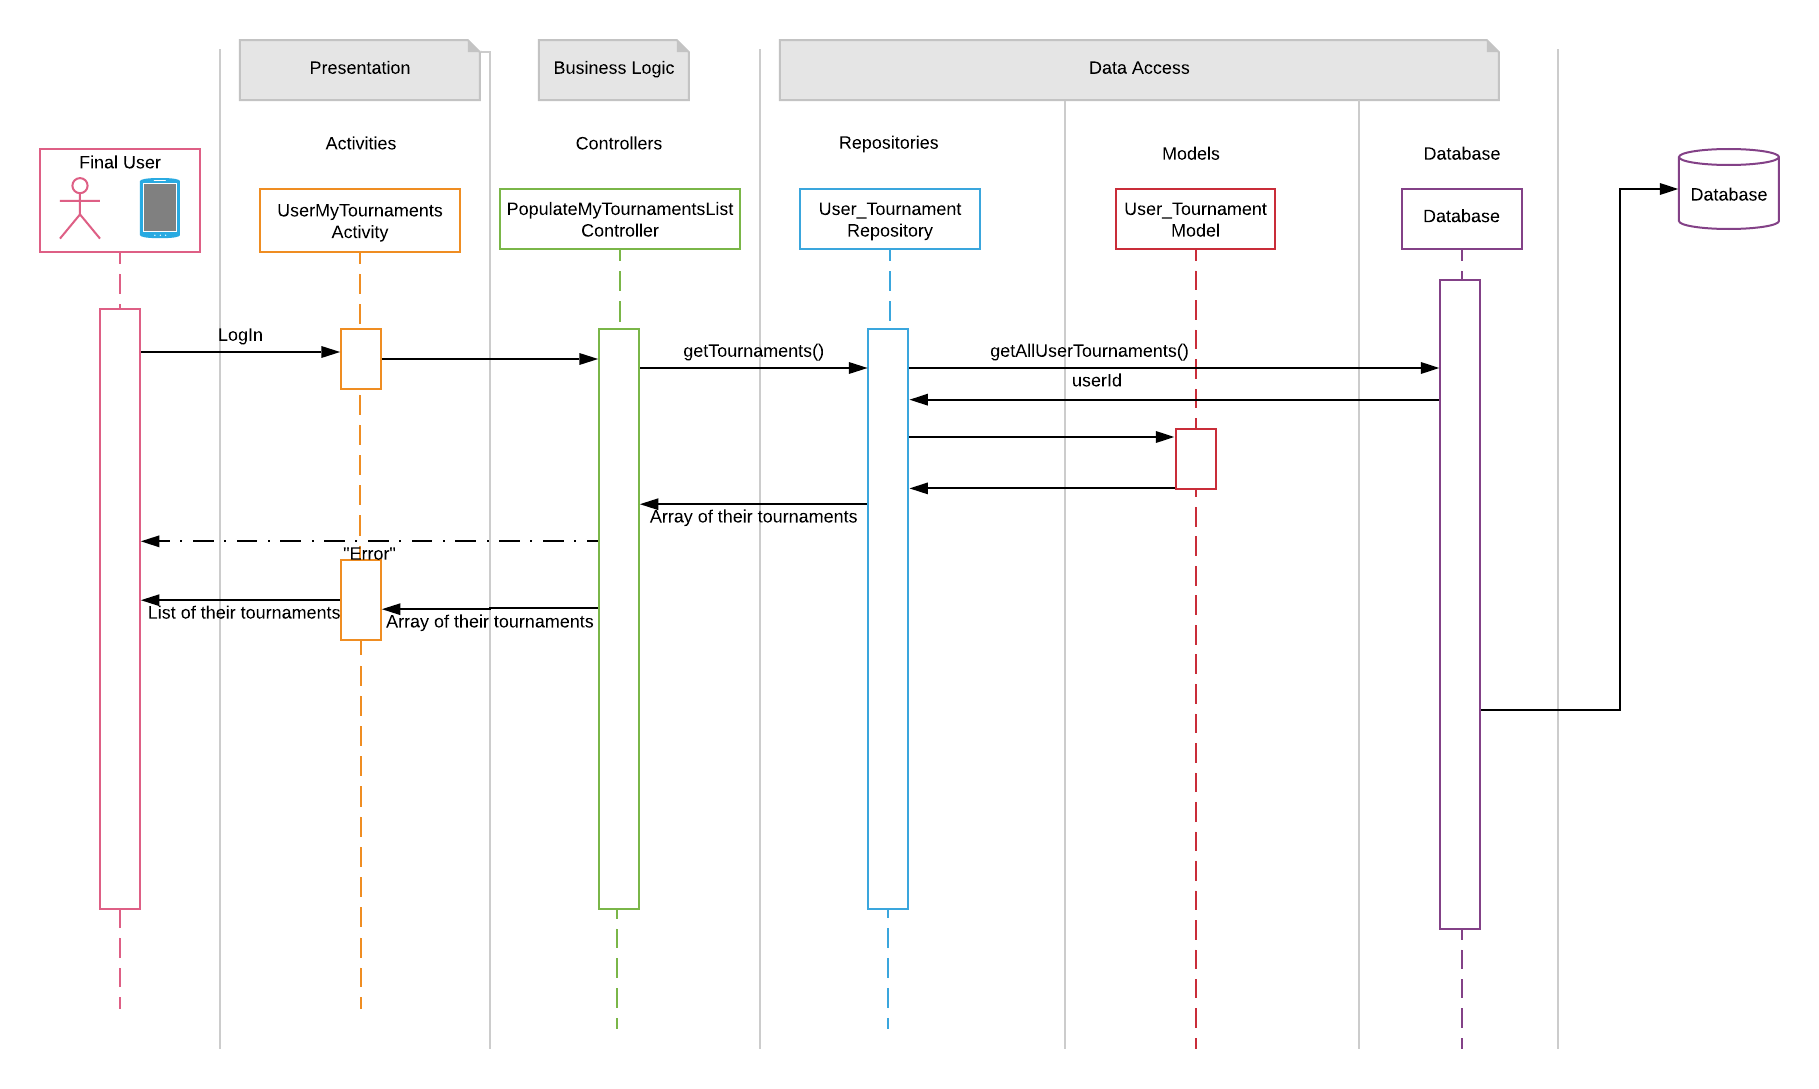 Presentation
Business Logic
Data Access
Activities
Controllers
Repositories
Models
Database
Final User
UserMyTournaments
Activity
PopulateMyTournamentsList
Controller
User_Tournament
Repository
User_Tournament
Model
Database
Database
LogIn
getTournaments()
getAllUserTournaments()
userId
Array of their tournaments
"Error"
List of their tournaments
Array of their tournaments